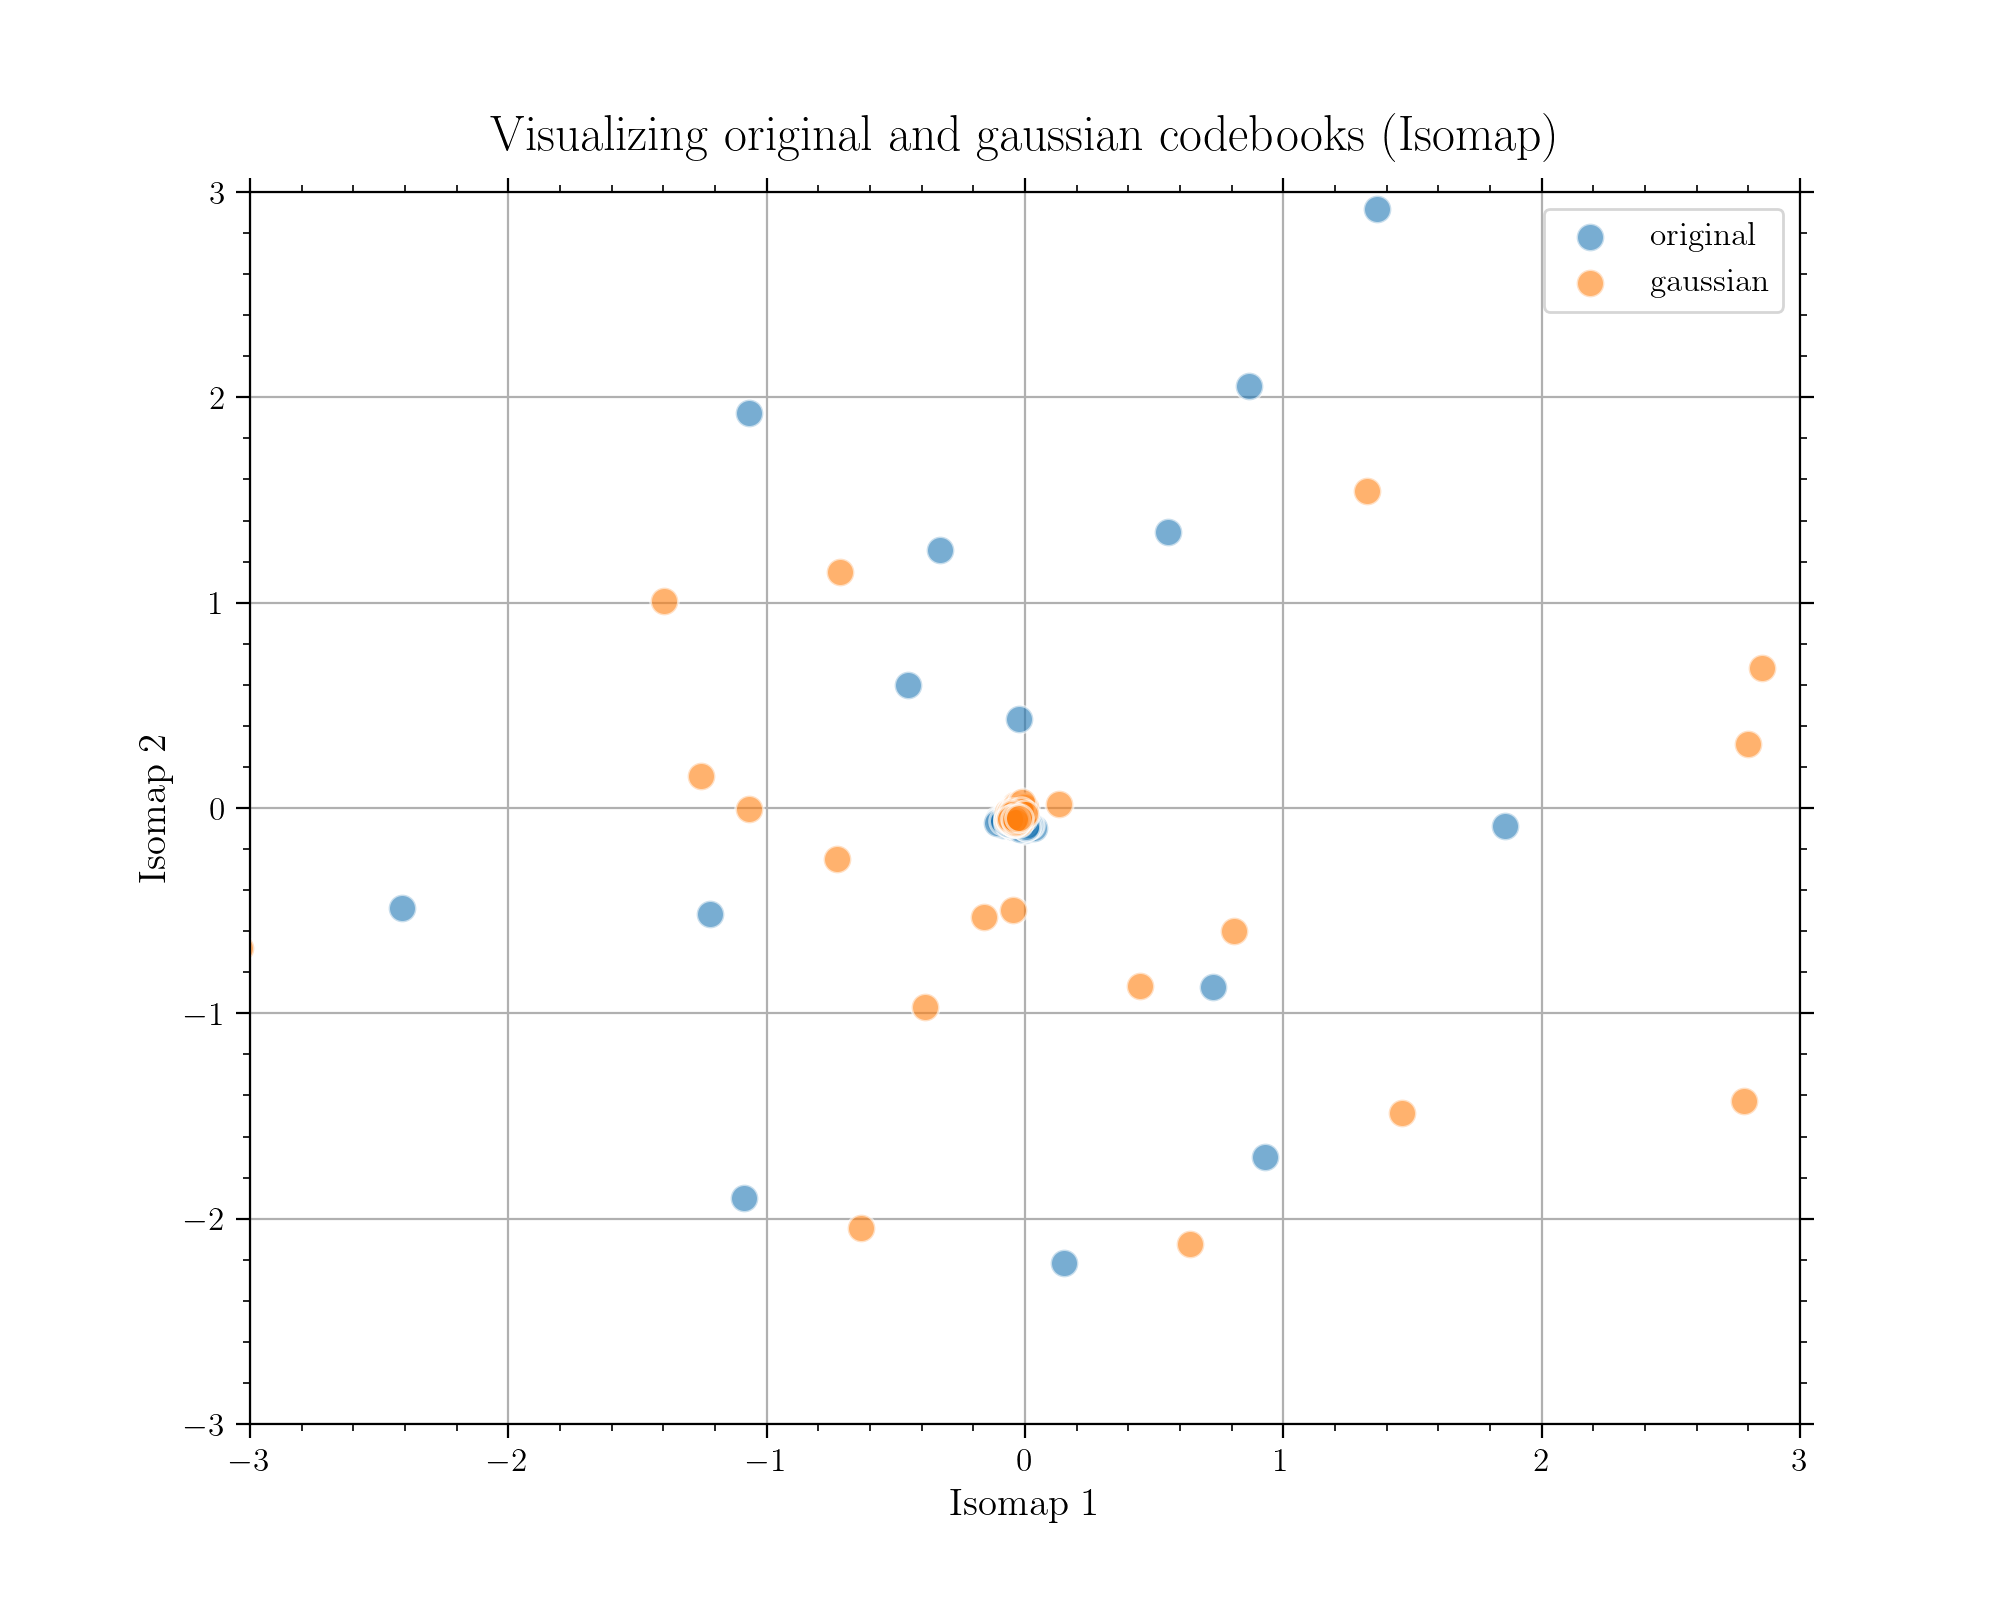 Visualizing original and gaussian codebooks (Isomap)
original
gaussian
3
2
1
0
−1
−2
−3
Isomap 2
−3
−2
−1
0
1
2
3
Isomap 1